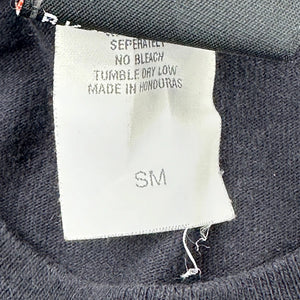 SEPERATELY
NO BLEACH
TUMBLE DRY LOW
MADE IN HONDURAS
SM